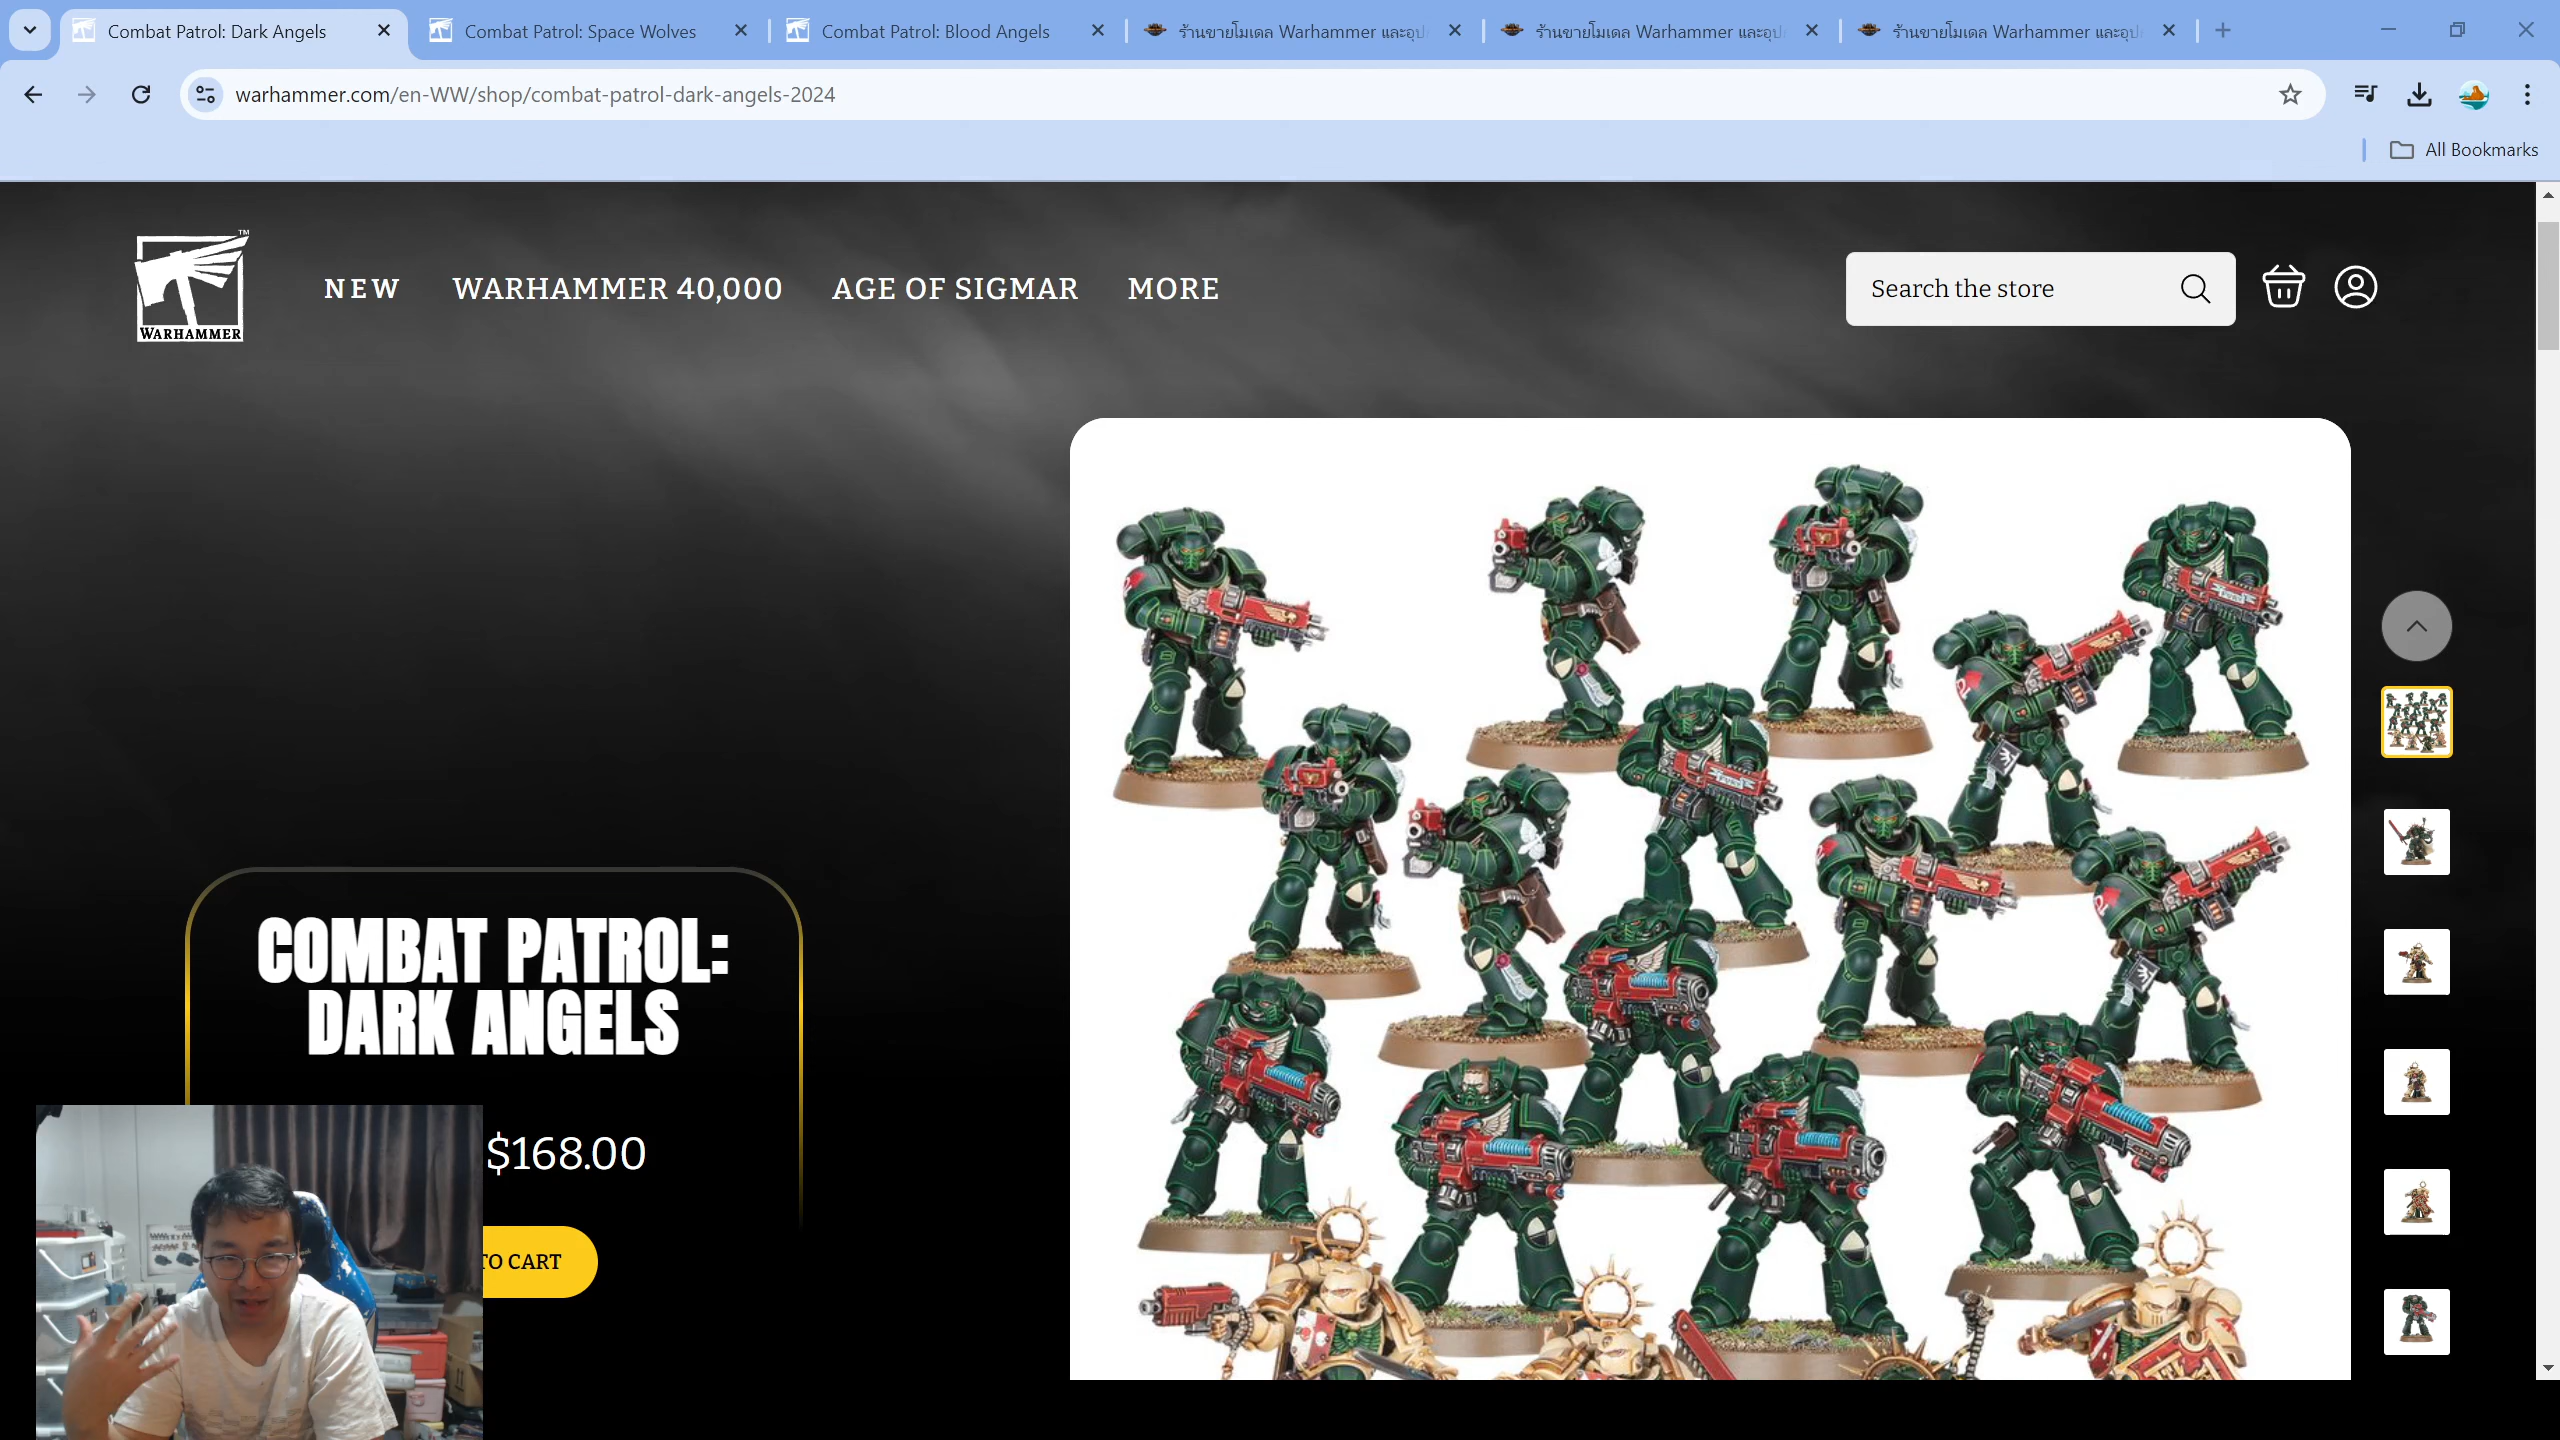 Combat Patrol: Dark Angels
Combat Patrol: Space Wolves
Combat Patrol: Blood Angels
ร้านขายโมเดล Warhammer และอุป
ร้านขายโมเดล Warhammer และอุป
ร้านขายโมเดล Warhammer และอุป
warhammer.com/en-WW/shop/combat-patrol-dark-angels-2024
All Bookmarks
WARHAMMER
TM
NEW
WARHAMMER 40,000
AGE OF SIGMAR
MORE
Search the store
COMBAT PATROL:
DARK ANGELS
$168.00
TO CART